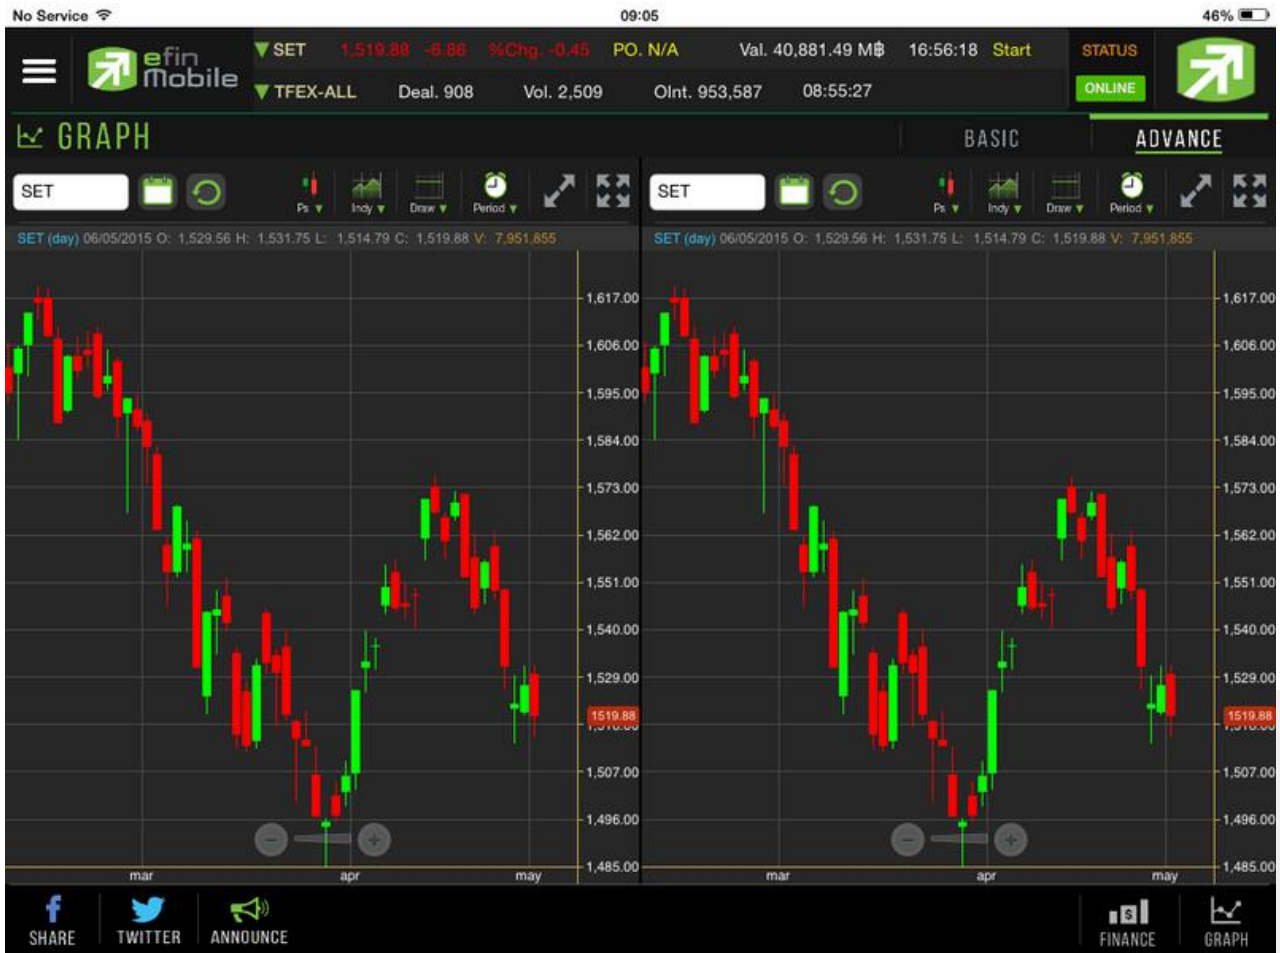 No Service 09:05 46%
efin Mobile
SET 1,519.88 -6.86 %Chg. -0.45 PO. N/A Val. 40,881.49 M฿ 16:56:18 Start STATUS
TFEX-ALL Deal. 908 Vol. 2,509 OInt. 953,587 08:55:27 ONLINE
GRAPH BASIC ADVANCE
SET Ps Indy Draw Period SET Ps Indy Draw Period
SET (day) 06/05/2015 O: 1,529.56 H: 1,531.75 L: 1,514.79 C: 1,519.88 V: 7,951,855 SET (day) 06/05/2015 O: 1,529.56 H: 1,531.75 L: 1,514.79 C: 1,519.88 V: 7,951,855
1,617.00 1,617.00
1,606.00 1,606.00
1,595.00 1,595.00
1,584.00 1,584.00
1,573.00 1,573.00
1,562.00 1,562.00
1,551.00 1,551.00
1,540.00 1,540.00
1,529.00 1,529.00
1519.88 1519.88
1,507.00 1,507.00
1,496.00 1,496.00
1,485.00 1,485.00
mar apr may mar apr may
SHARE TWITTER ANNOUNCE FINANCE GRAPH